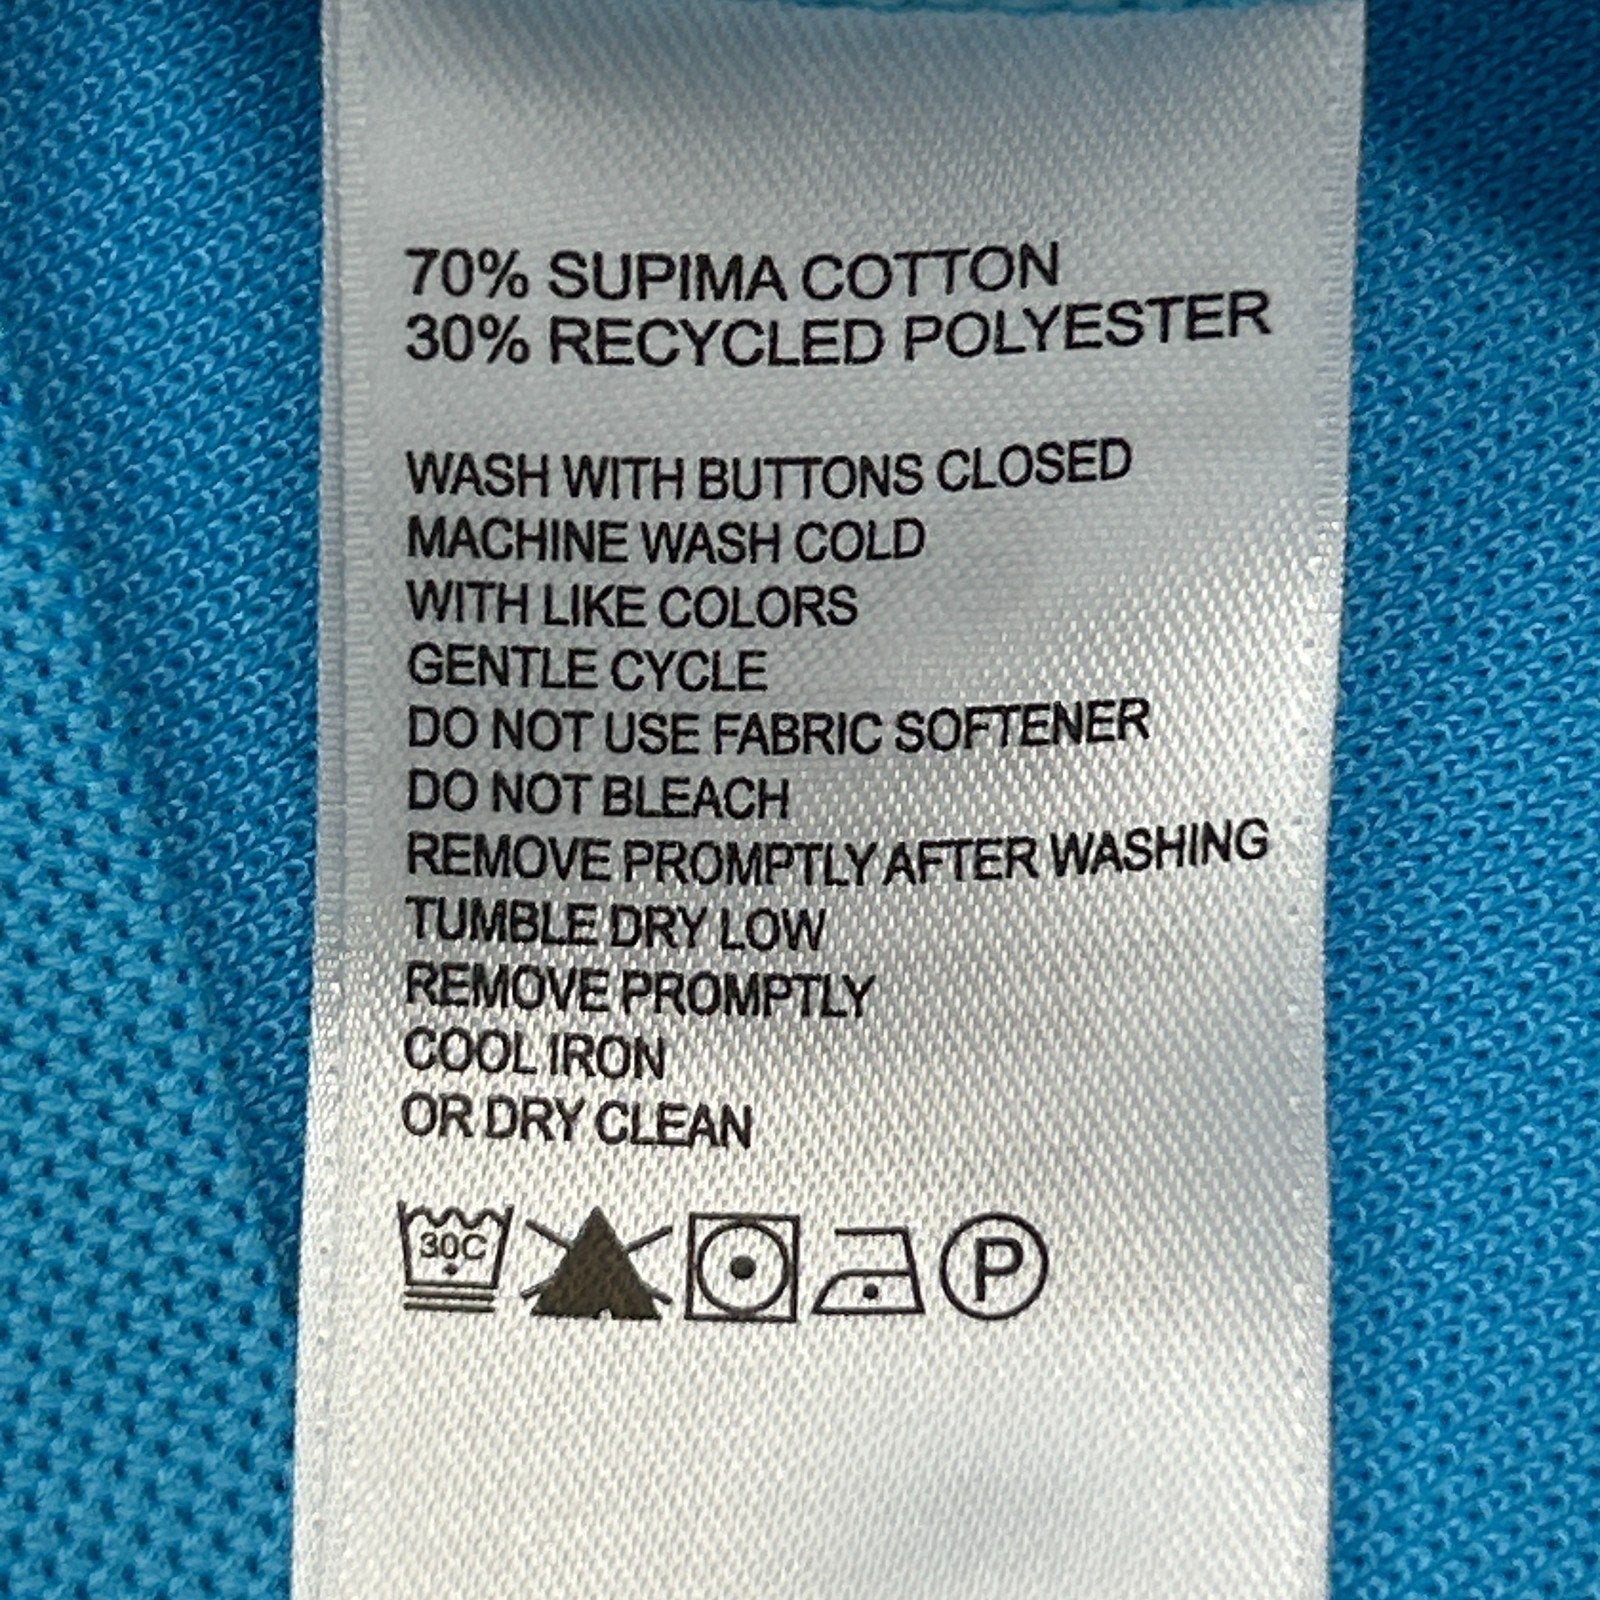 70% SUPIMA COTTON
30% RECYCLED POLYESTER
WASH WITH BUTTONS CLOSED
MACHINE WASH COLD
WITH LIKE COLORS
GENTLE CYCLE
DO NOT USE FABRIC SOFTENER
DO NOT BLEACH
REMOVE PROMPTLY AFTER WASHING
TUMBLE DRY LOW
REMOVE PROMPTLY
COOL IRON
OR DRY CLEAN
30C P